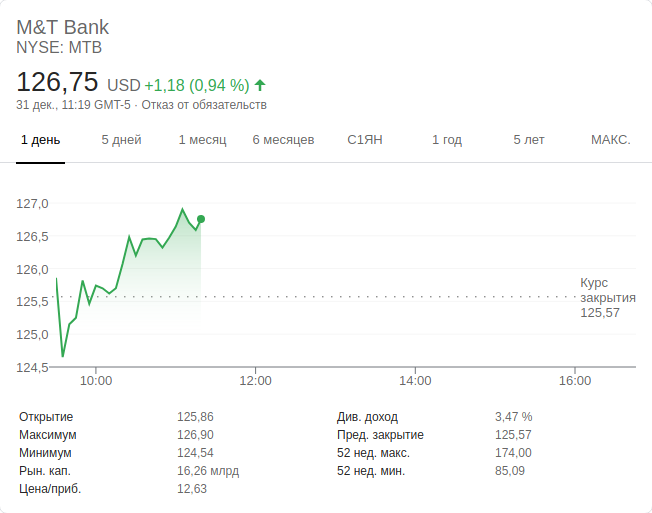 M&T Bank
NYSE: MTB
126,75 USD +1,18 (0,94 %)
31 дек., 11:19 GMT-5 · Отказ от обязательств
1 день 5 дней 1 месяц 6 месяцев С1ЯН 1 год 5 лет МАКС.
127,0
126,5
126,0
125,5
125,0
124,5
Курс
закрытия
125,57
10:00 12:00 14:00 16:00
Открытие 125,86
Максимум 126,90
Минимум 124,54
Рын. кап. 16,26 млрд
Цена/приб. 12,63
Див. доход 3,47 %
Пред. закрытие 125,57
52 нед. макс. 174,00
52 нед. мин. 85,09